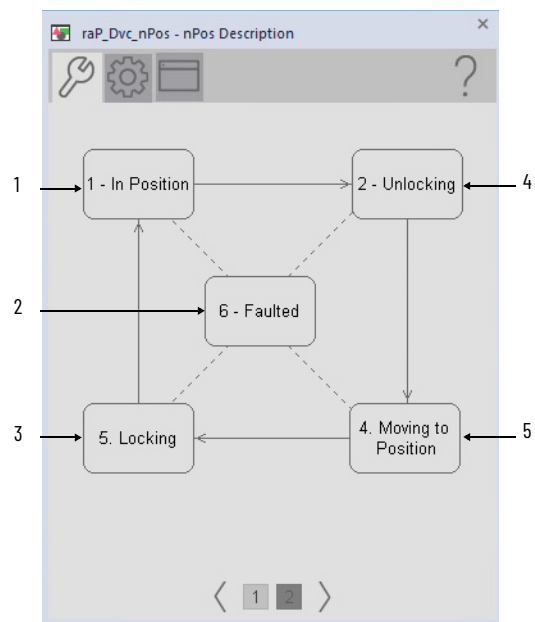 raP_Dvc_nPos - nPos Description
×
?
1
1 - In Position
2 - Unlocking
4
2
6 - Faulted
3
5. Locking
4. Moving to
Position
5
1 2